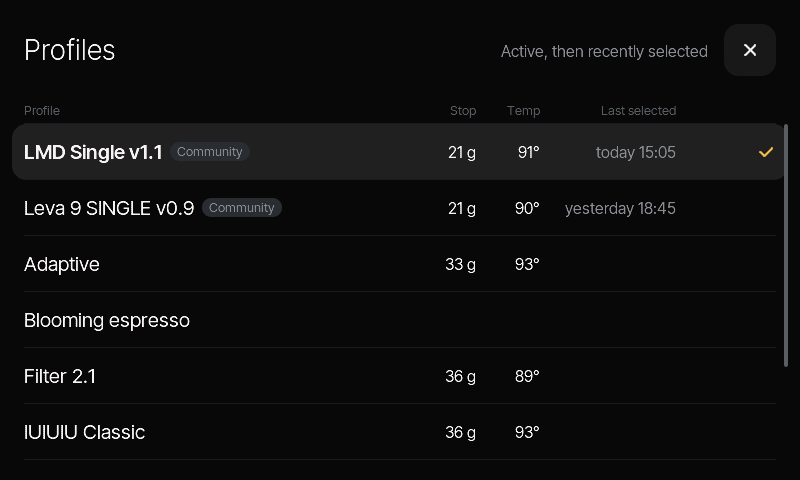 Profiles
Active, then recently selected
Profile Stop Temp Last selected
LMD Single v1.1 Community 21 g 91° today 15:05
Leva 9 SINGLE v0.9 Community 21 g 90° yesterday 18:45
Adaptive 33 g 93°
Blooming espresso
Filter 2.1 36 g 89°
IUIUIU Classic 36 g 93°